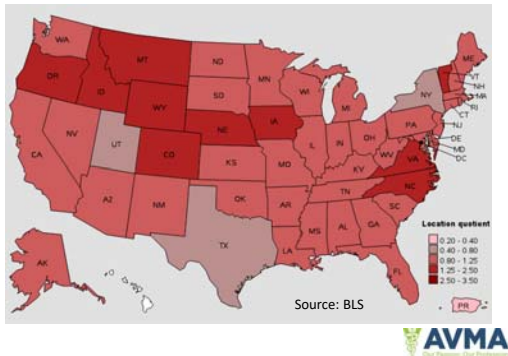 WA
MT
ND
MN
ME
OR
ID
SD
WI
MI
NY
VT
NH
MA
RI
CT
WY
IA
PA
NJ
NE
NV
UT
IL
IN
OH
DE
MD
DC
CO
KS
MO
KY
WV
VA
CA
OK
AR
TN
NC
AZ
NM
SC
MS
AL
GA
TX
LA
FL
AK
Location quotient
0.20 - 0.40
0.40 - 0.80
0.80 - 1.25
1.25 - 2.50
2.50 - 3.50
Source: BLS
PR
AVMA